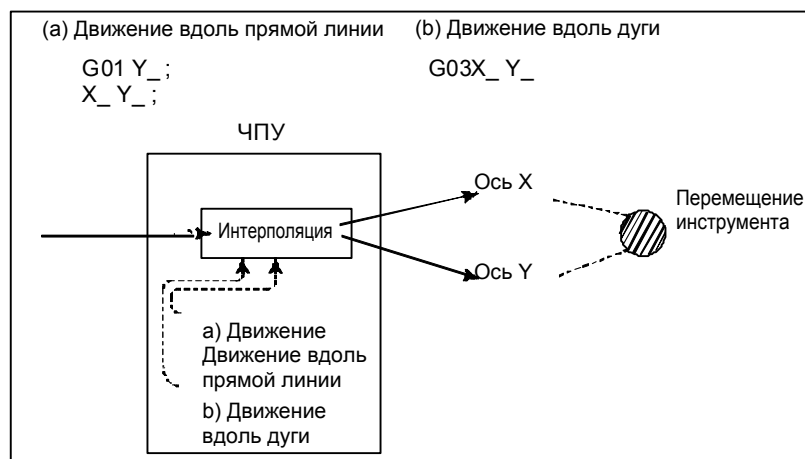 (a) Движение вдоль прямой линии
(b) Движение вдоль дуги
G01 Y_ ;
X_ Y_ ;
G03X_ Y_
ЧПУ
Интерполяция
Ось X
Ось Y
Перемещение
инструмента
a) Движение
Движение вдоль
прямой линии
b) Движение
вдоль дуги